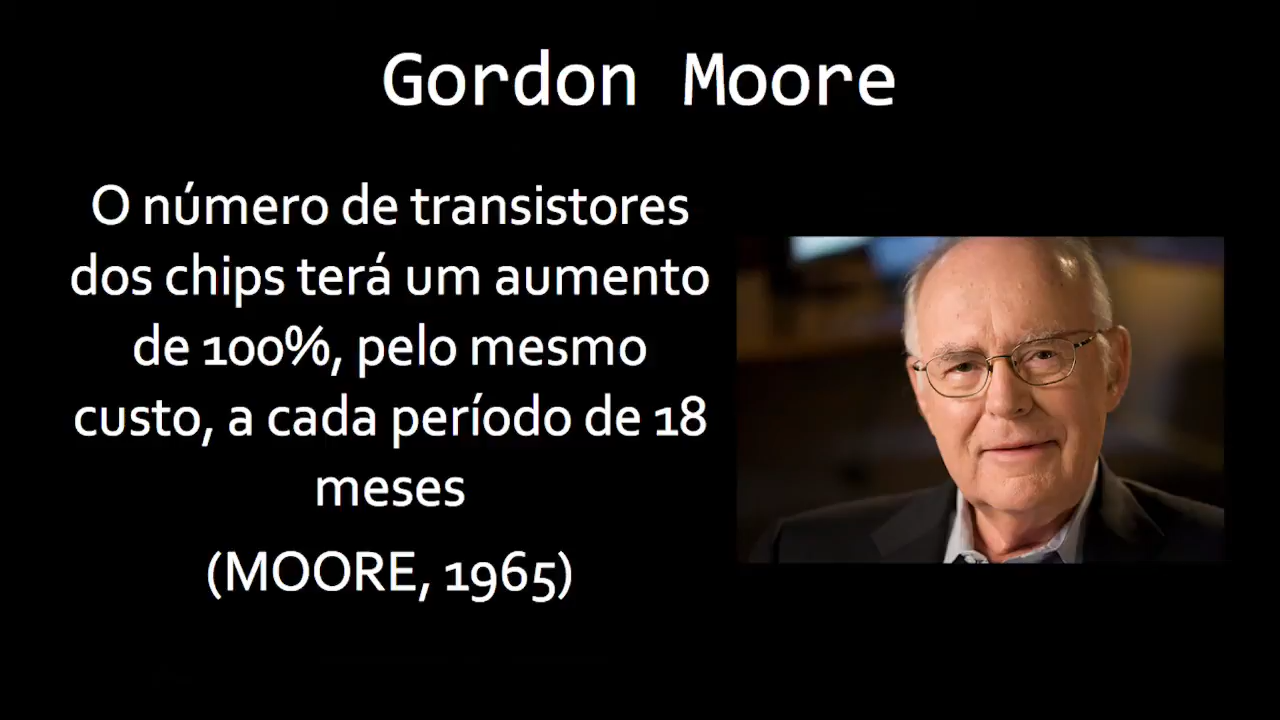 Gordon Moore
O número de transistores
dos chips terá um aumento
de 100%, pelo mesmo
custo, a cada período de 18
meses
(MOORE, 1965)